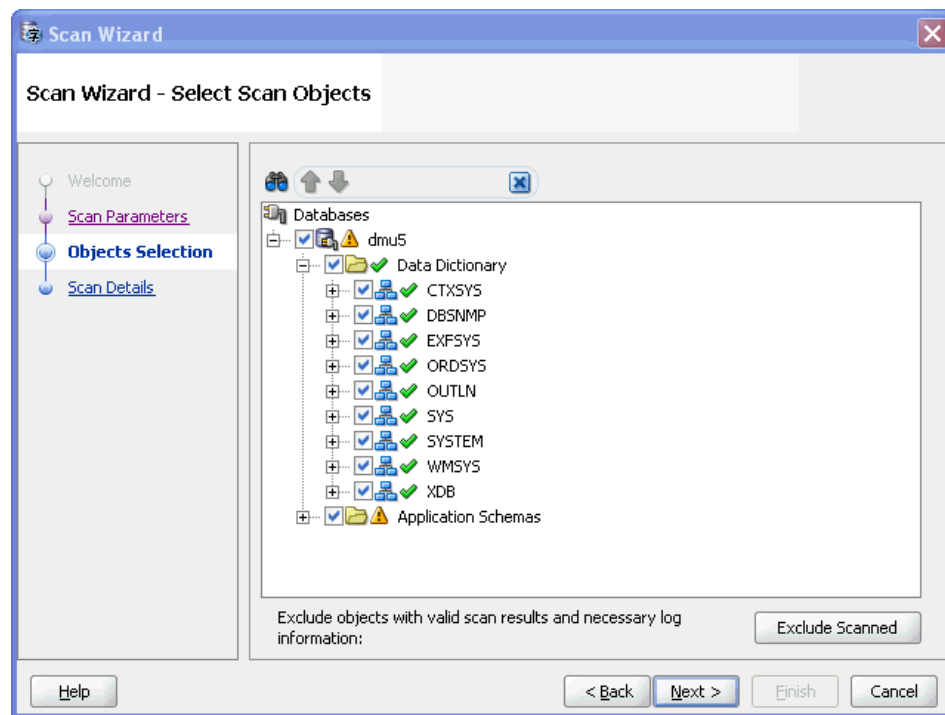 Scan Wizard
Scan Wizard - Select Scan Objects
Welcome
Scan Parameters
Objects Selection
Scan Details
Databases
dmu5
Data Dictionary
CTXSYS
DBSNMP
EXFSYS
ORDSYS
OUTLN
SYS
SYSTEM
WMSYS
XDB
Application Schemas
Exclude objects with valid scan results and necessary log
information:
Exclude Scanned
Help
< Back
Next >
Finish
Cancel